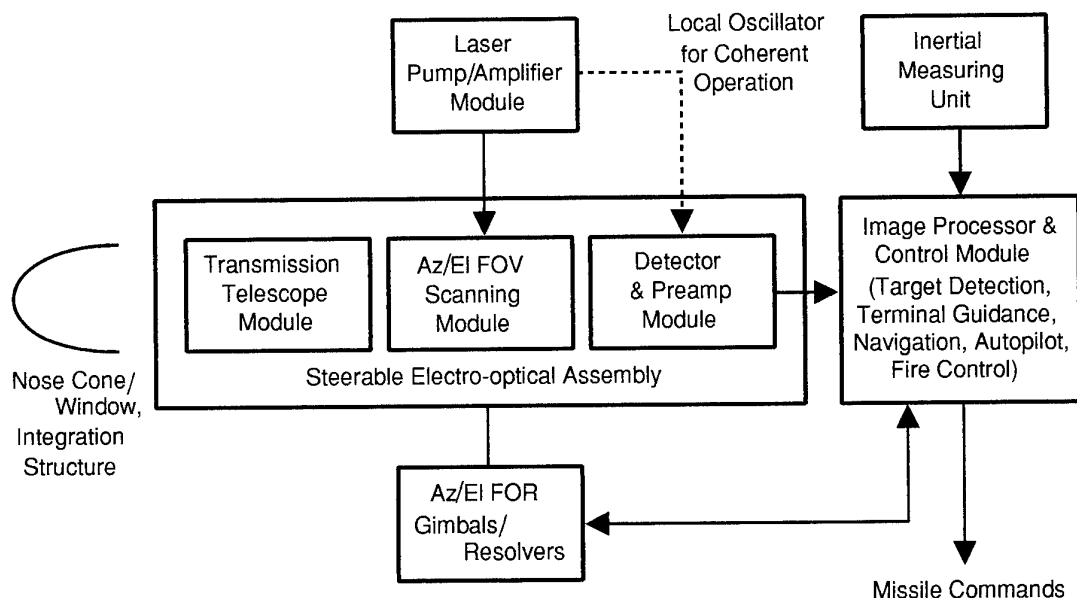 Laser
Pump/Amplifier
Module
Local Oscillator
for Coherent
Operation
Inertial
Measuring
Unit
Transmission
Telescope
Module
Az/El FOV
Scanning
Module
Detector
& Preamp
Module
Steerable Electro-optical Assembly
Image Processor &
Control Module
(Target Detection,
Terminal Guidance,
Navigation, Autopilot,
Fire Control)
Nose Cone/
Window,
Integration
Structure
Az/El FOR
Gimbals/
Resolvers
Missile Commands